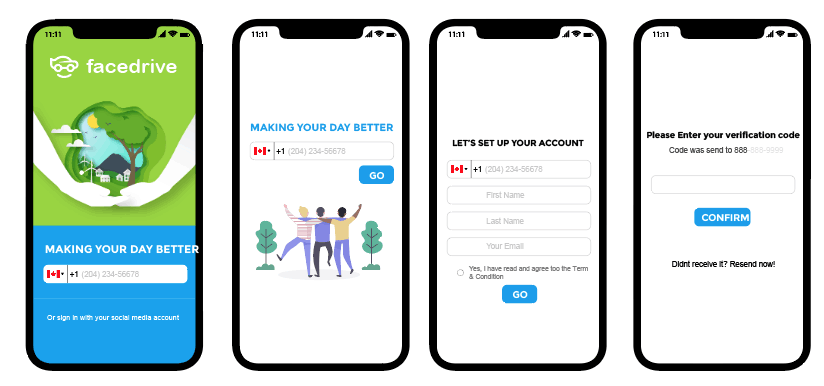 11:11
facedrive
MAKING YOUR DAY BETTER
+1 (204) 234-56678
Or sign in with your social media account
11:11
MAKING YOUR DAY BETTER
+1 (204) 234-56678
GO
11:11
LET'S SET UP YOUR ACCOUNT
+1 (204) 234-56678
First Name
Last Name
Your Email
Yes, I have read and agree too the Term
& Condition
GO
11:11
Please Enter your verification code
Code was send to 888-888-9999
CONFIRM
Didnt receive it? Resend now!